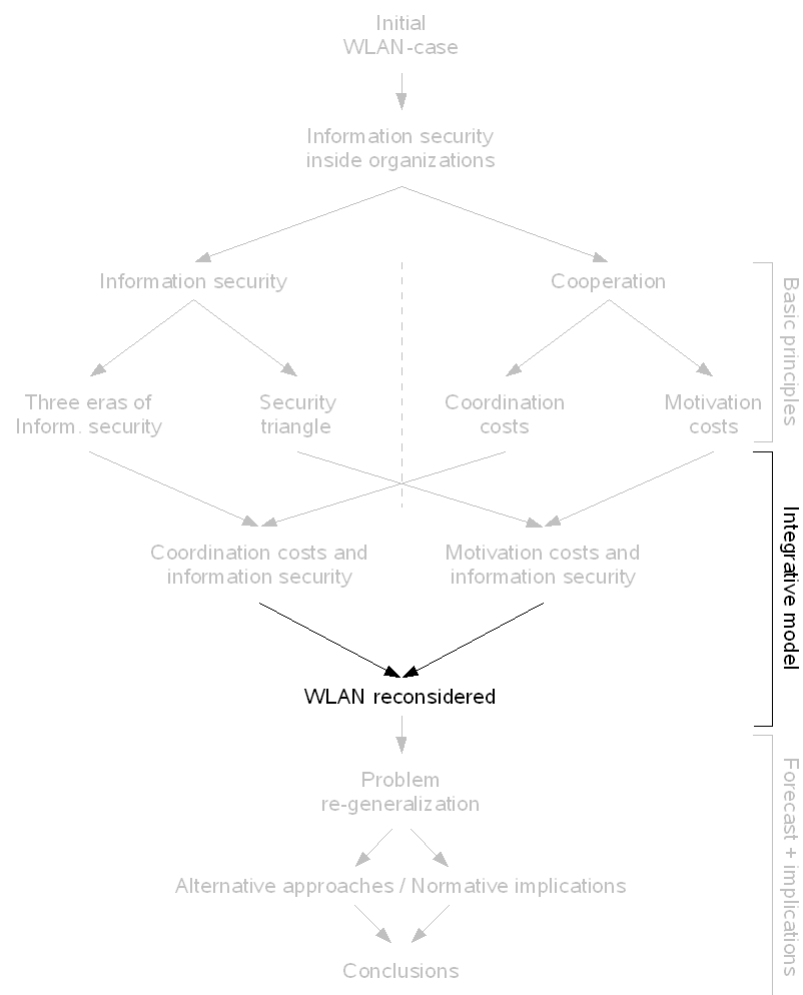 Initial
WLAN-case
Information security
inside organizations
Information security
Cooperation
Basic principles
Three eras of
Inform. security
Security
triangle
Coordination
costs
Motivation
costs
Coordination costs and
information security
Motivation costs and
information security
Integrative model
WLAN reconsidered
Problem
re-generalization
Forecast + implications
Alternative approaches / Normative implications
Conclusions